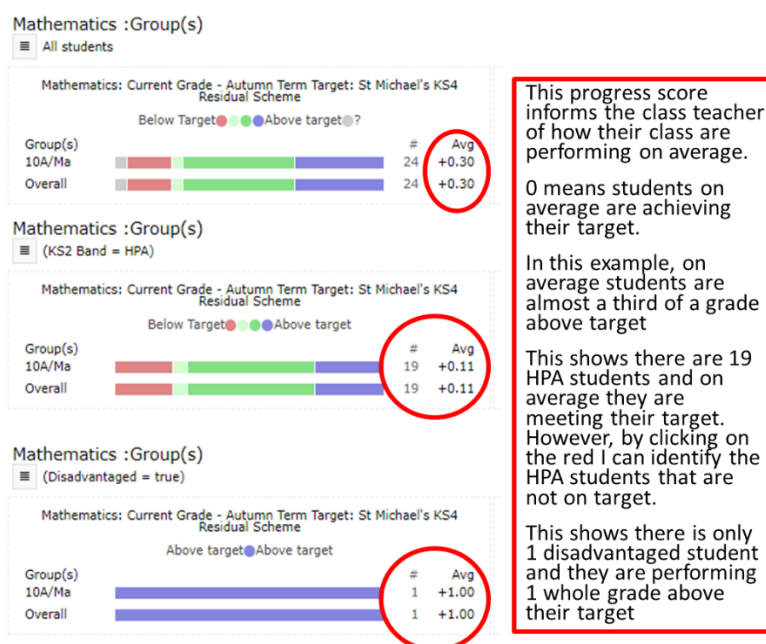 Mathematics :Group(s)
All students
Mathematics: Current Grade - Autumn Term Target: St Michael's KS4
Residual Scheme
Below Target Above target ?
Group(s) # Avg
10A/Ma 24 +0.30
Overall 24 +0.30
Mathematics :Group(s)
(KS2 Band = HPA)
Mathematics: Current Grade - Autumn Term Target: St Michael's KS4
Residual Scheme
Below Target Above target
Group(s) # Avg
10A/Ma 19 +0.11
Overall 19 +0.11
Mathematics :Group(s)
(Disadvantaged = true)
Mathematics: Current Grade - Autumn Term Target: St Michael's KS4
Residual Scheme
Above target Above target
Group(s) # Avg
10A/Ma 1 +1.00
Overall 1 +1.00
This progress score
informs the class teacher
of how their class are
performing on average.
0 means students on
average are achieving
their target.
In this example, on
average students are
almost a third of a grade
above target
This shows there are 19
HPA students and on
average they are
meeting their target.
However, by clicking on
the red I can identify the
HPA students that are
not on target.
This shows there is only
1 disadvantaged student
and they are performing
1 whole grade above
their target